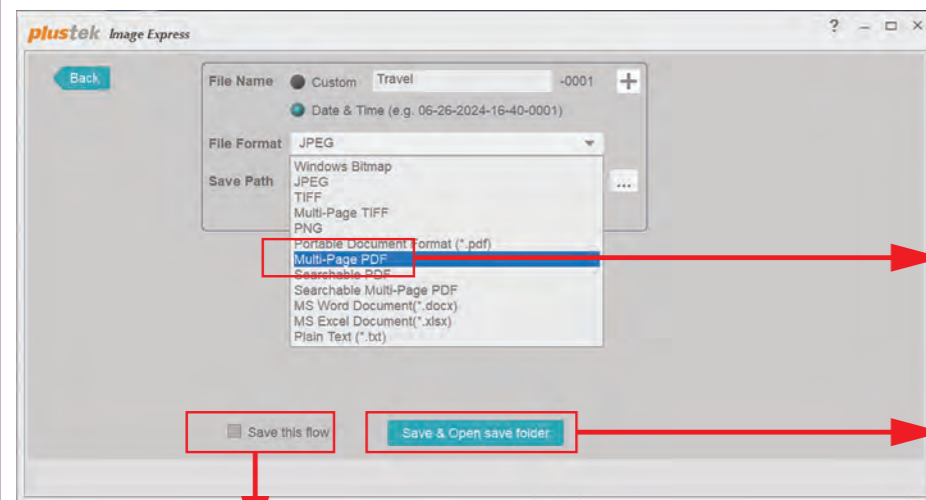 plustek Image Express
? – □ ×
Back
File Name Custom Travel -0001 +
Date & Time (e.g. 06-26-2024-16-40-0001)
File Format JPEG
Windows Bitmap
Save Path JPEG ...
TIFF
Multi-Page TIFF
PNG
Portable Document Format (*.pdf)
Multi-Page PDF
Searchable PDF
Searchable Multi-Page PDF
MS Word Document(*.docx)
MS Excel Document(*.xlsx)
Plain Text (*.txt)
Save this flow
Save & Open save folder